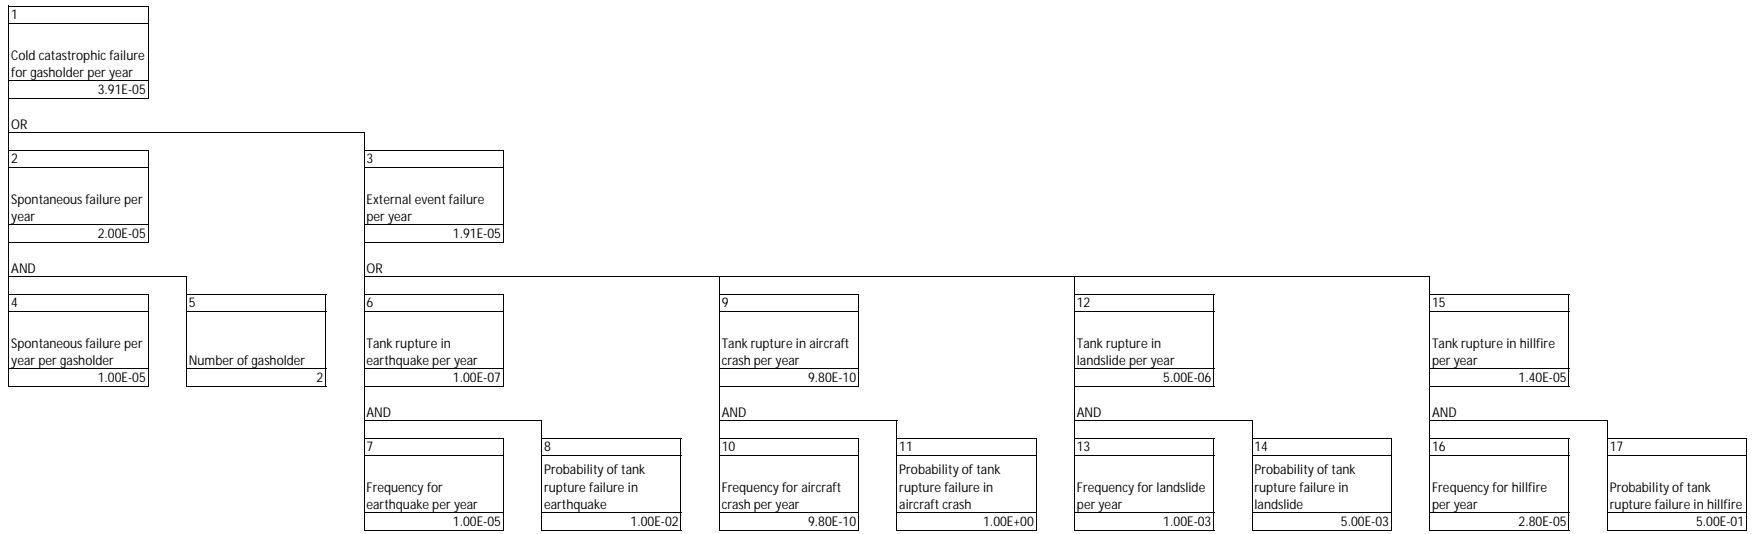 1
Cold catastrophic failure
for gasholder per year
3.91E-05
OR
2
Spontaneous failure per
year
2.00E-05
3
External event failure
per year
1.91E-05
AND
OR
4
Spontaneous failure per
year per gasholder
1.00E-05
5
Number of gasholder
2
6
Tank rupture in
earthquake per year
1.00E-07
9
Tank rupture in aircraft
crash per year
9.80E-10
12
Tank rupture in
landslide per year
5.00E-06
15
Tank rupture in hillfire
per year
1.40E-05
AND
AND
AND
AND
7
Frequency for
earthquake per year
1.00E-05
8
Probability of tank
rupture failure in
earthquake
1.00E-02
10
Frequency for aircraft
crash per year
9.80E-10
11
Probability of tank
rupture failure in
aircraft crash
1.00E+00
13
Frequency for landslide
per year
1.00E-03
14
Probability of tank
rupture failure in
landslide
5.00E-03
16
Frequency for hillfire
per year
2.80E-05
17
Probability of tank
rupture failure in hillfire
5.00E-01